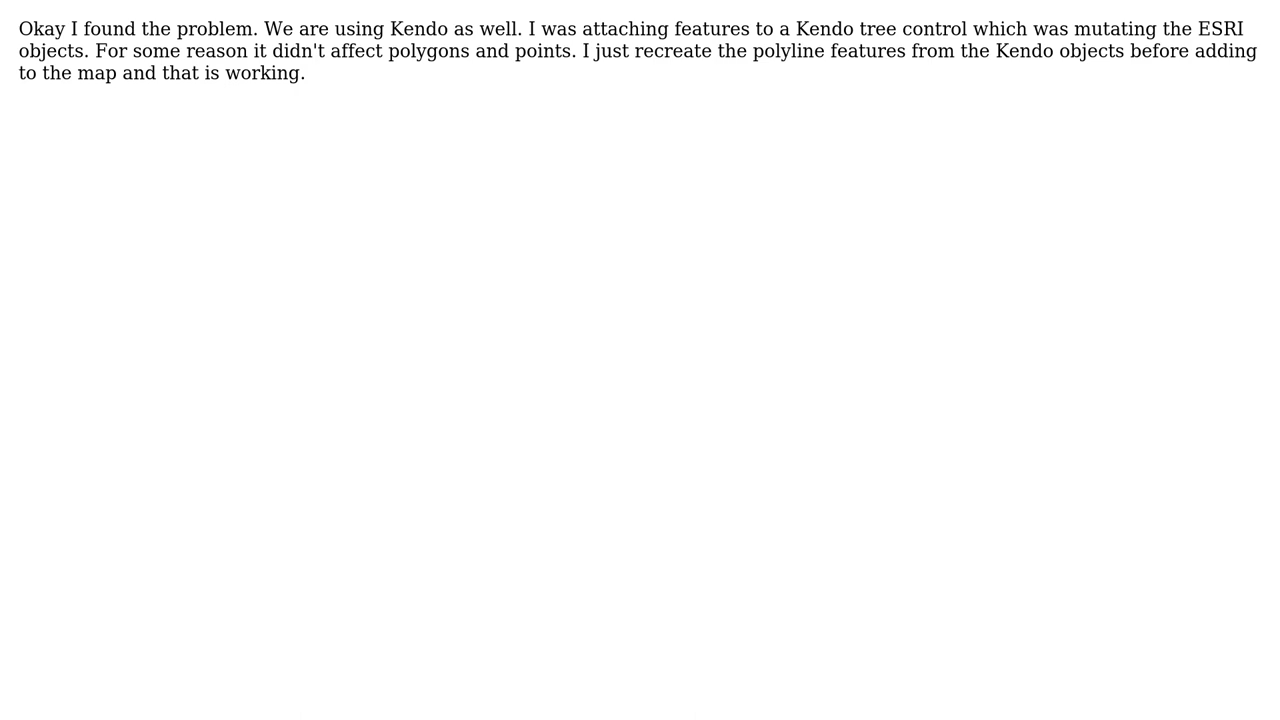 Okay I found the problem. We are using Kendo as well. I was attaching features to a Kendo tree control which was mutating the ESRI
objects. For some reason it didn't affect polygons and points. I just recreate the polyline features from the Kendo objects before adding
to the map and that is working.